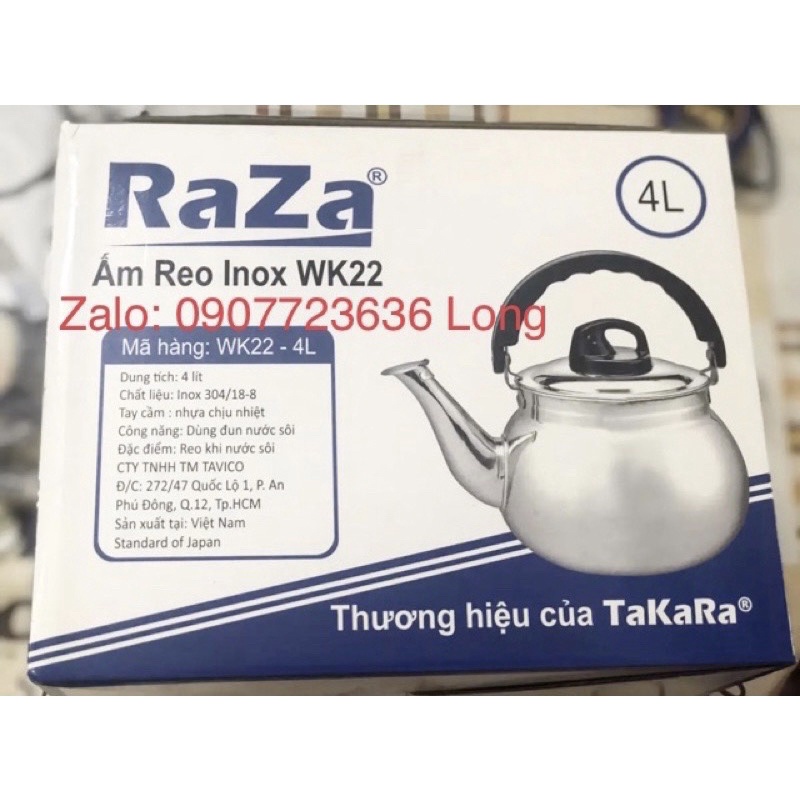 RaZa®
4L
Ấm Reo Inox WK22
Zalo: 0907723636 Long
Mã hàng: WK22 - 4L
Dung tích: 4 lít
Chất liệu: Inox 304/18-8
Tay cầm : nhựa chịu nhiệt
Công năng: Dùng đun nước sôi
Đặc điểm: Reo khi nước sôi
CTY TNHH TM TAVICO
Đ/C: 272/47 Quốc Lộ 1, P. An
Phú Đông, Q.12, Tp.HCM
Sản xuất tại: Việt Nam
Standard of Japan
Thương hiệu của TaKaRa®